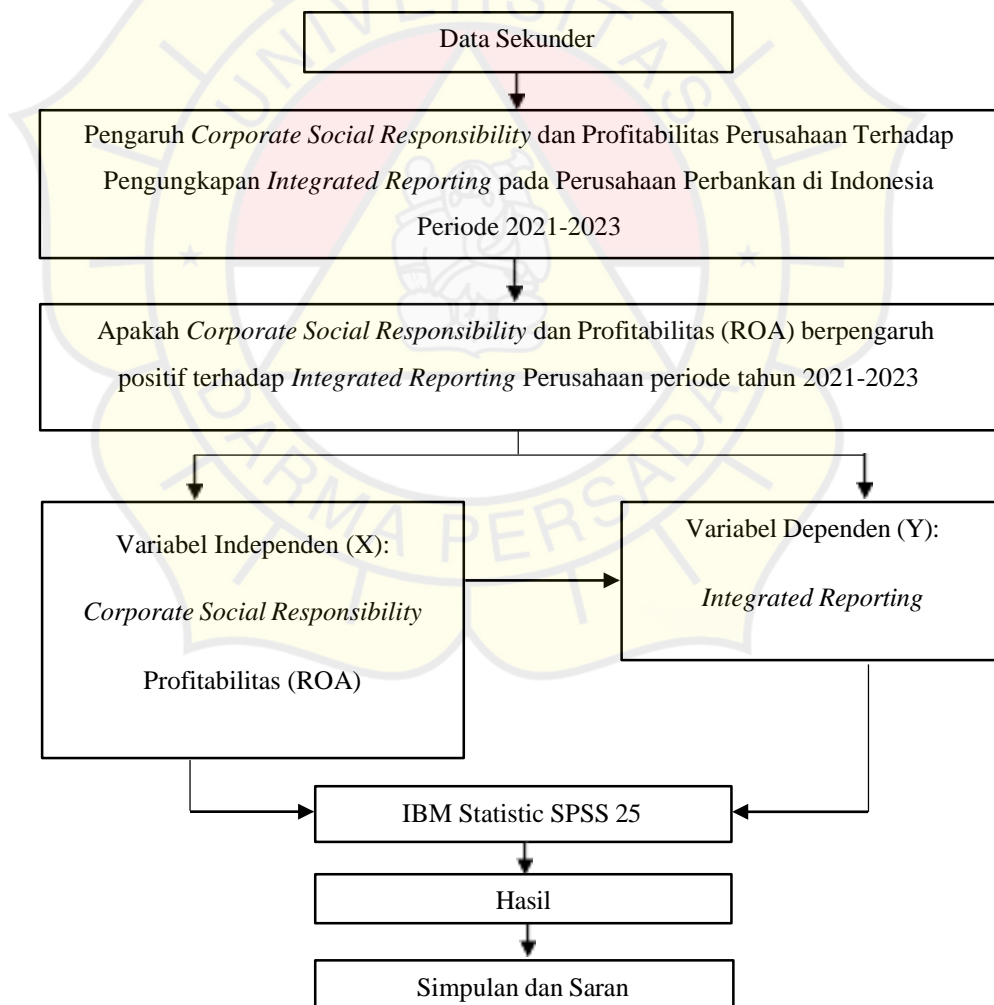 UNIVERSITAS
DARMA PERSADA
Data Sekunder
Pengaruh Corporate Social Responsibility dan Profitabilitas Perusahaan Terhadap
Pengungkapan Integrated Reporting pada Perusahaan Perbankan di Indonesia
Periode 2021-2023
Apakah Corporate Social Responsibility dan Profitabilitas (ROA) berpengaruh
positif terhadap Integrated Reporting Perusahaan periode tahun 2021-2023
Variabel Independen (X):
Corporate Social Responsibility
Profitabilitas (ROA)
Variabel Dependen (Y):
Integrated Reporting
IBM Statistic SPSS 25
Hasil
Simpulan dan Saran